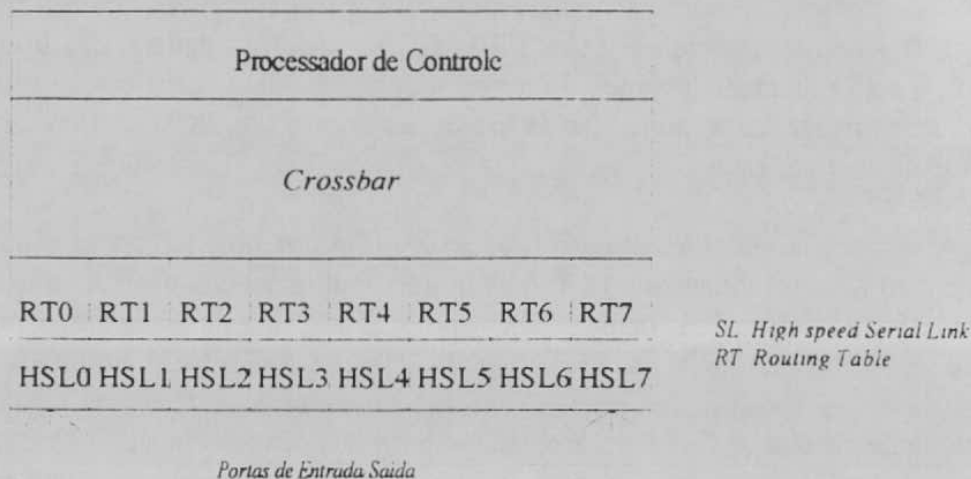 Processador de Controle
Crossbar
RT0 RT1 RT2 RT3 RT4 RT5 RT6 RT7
HSL0 HSL1 HSL2 HSL3 HSL4 HSL5 HSL6 HSL7
SL High speed Serial Link
RT Routing Table
Portas de Entrada Saida